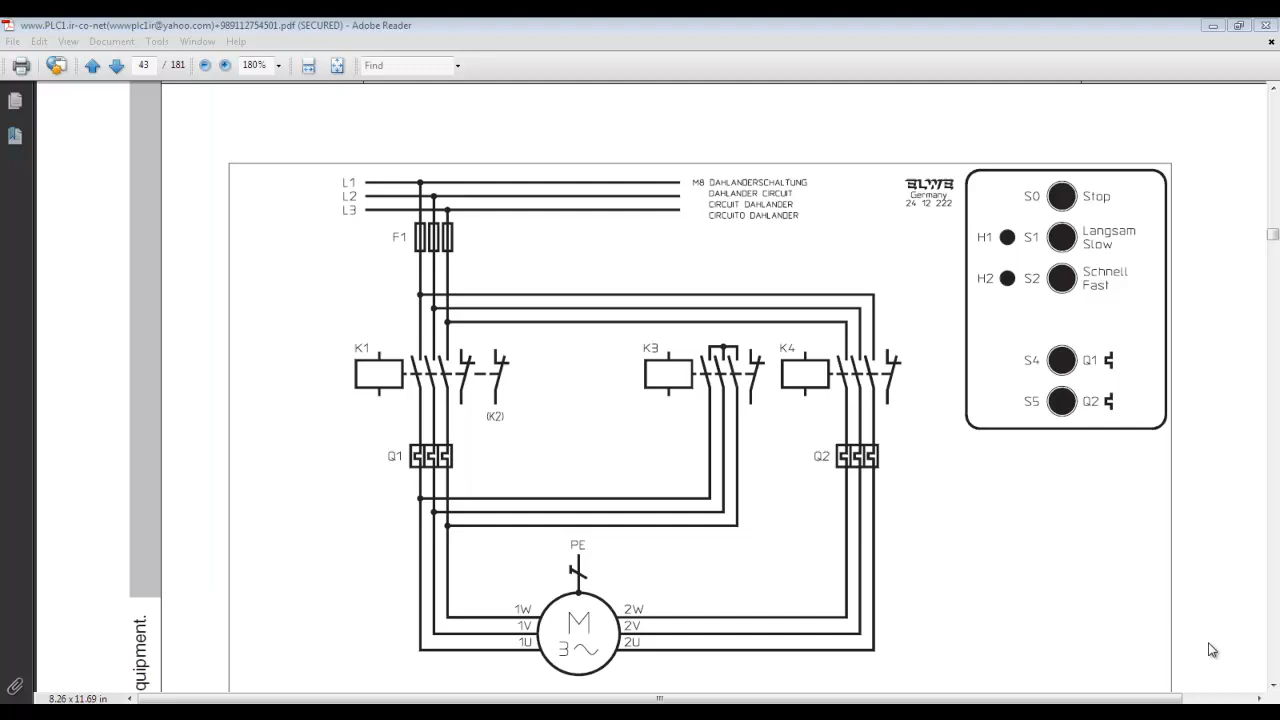 www.PLC1.ir-co-net(wwwplc1ir@yahoo.com)+989112754501.pdf (SECURED) - Adobe Reader
File Edit View Document Tools Window Help
43 / 181 180% Find
L1
L2
L3
M8 DAHLANDERSCHALTUNG
DAHLANDER CIRCUIT
CIRCUIT DAHLANDER
CIRCUITO DAHLANDER
ELWE
Germany
24 12 222
S0 Stop
H1 S1 Langsam
Slow
H2 S2 Schnell
Fast
S4 Q1
S5 Q2
F1
K1
K3
K4
(K2)
Q1
Q2
PE
M
3~
1W
1V
1U
2W
2V
2U
quipment.
8.26 x 11.69 in